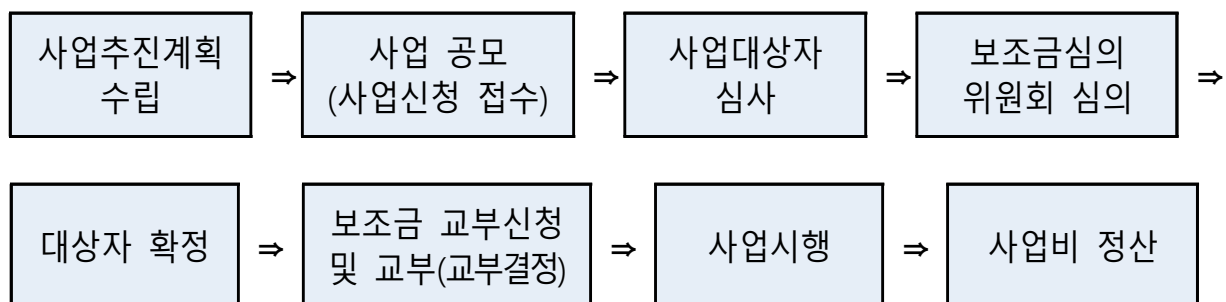 사업추진계획
수립
⇒
사업 공모
(사업신청 접수)
⇒
사업대상자
심사
⇒
보조금심의
위원회 심의
⇒
대상자 확정
⇒
보조금 교부신청
및 교부(교부결정)
⇒
사업시행
⇒
사업비 정산